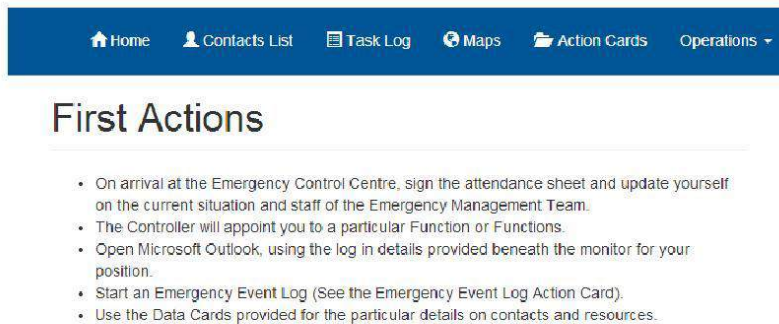 Home Contacts List Task Log Maps Action Cards Operations
First Actions
• On arrival at the Emergency Control Centre, sign the attendance sheet and update yourself
on the current situation and staff of the Emergency Management Team.
• The Controller will appoint you to a particular Function or Functions.
• Open Microsoft Outlook, using the log in details provided beneath the monitor for your
position.
• Start an Emergency Event Log (See the Emergency Event Log Action Card).
• Use the Data Cards provided for the particular details on contacts and resources.